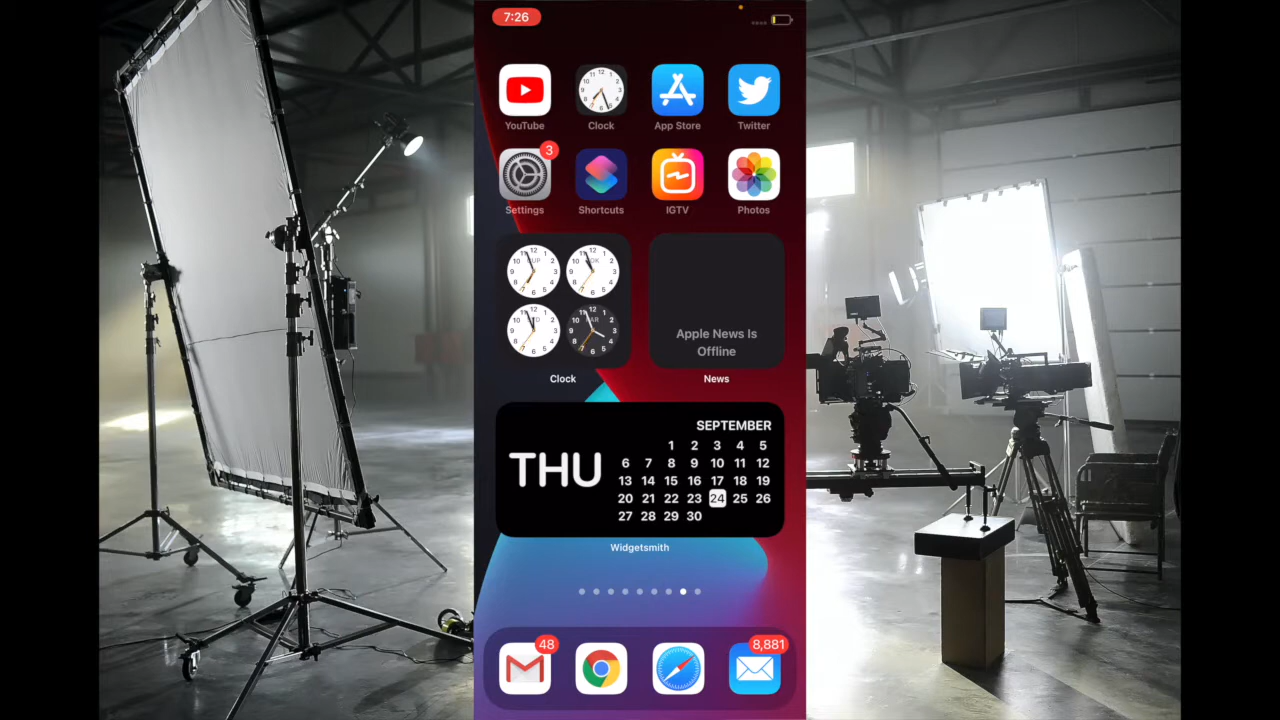 7:26
YouTube Clock App Store Twitter
3
Settings Shortcuts IGTV Photos
Apple News Is
Offline
Clock News
SEPTEMBER
THU
1 2 3 4 5
6 7 8 9 10 11 12
13 14 15 16 17 18 19
20 21 22 23 24 25 26
27 28 29 30
Widgetsmith
48 8,881